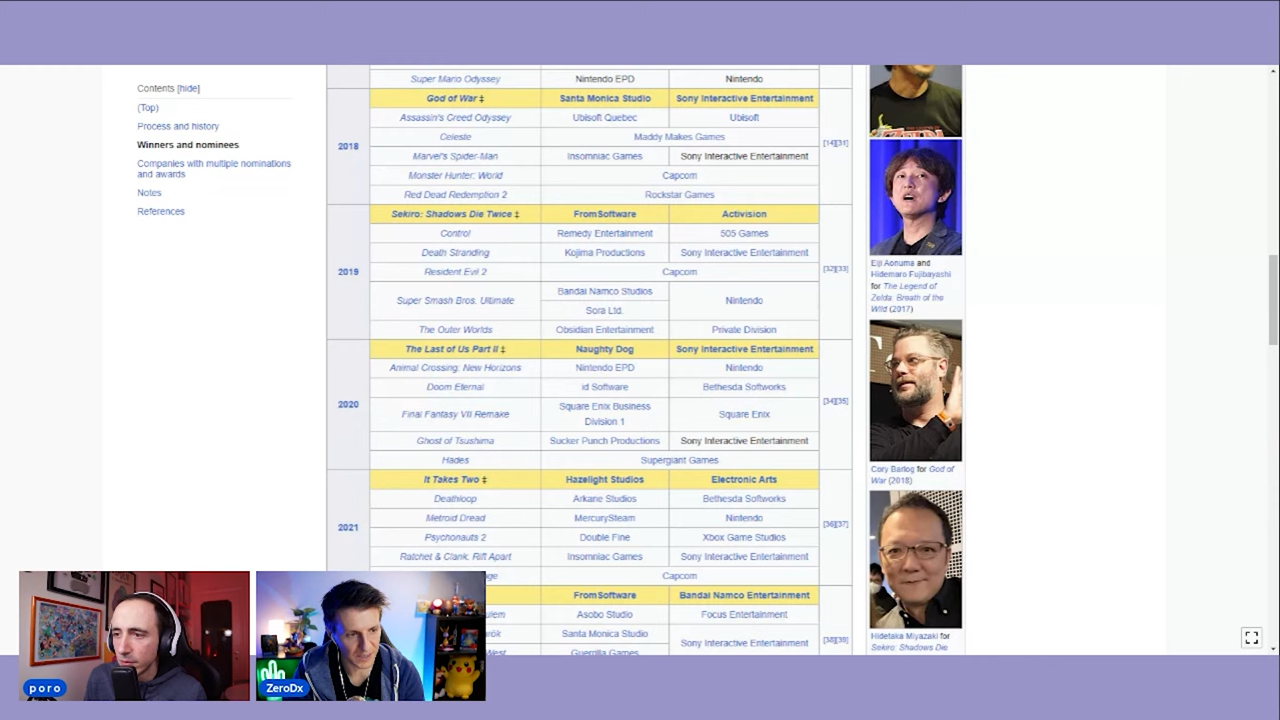 Contents [hide]
(Top)
Process and history
Winners and nominees
Companies with multiple nominations
and awards
Notes
References
Super Mario Odyssey Nintendo EPD Nintendo
2018
God of War ‡ Santa Monica Studio Sony Interactive Entertainment
Assassin's Creed Odyssey Ubisoft Quebec Ubisoft
Celeste Maddy Makes Games
Marvel's Spider-Man Insomniac Games Sony Interactive Entertainment
Monster Hunter: World Capcom
Red Dead Redemption 2 Rockstar Games
[14][31]
2019
Sekiro: Shadows Die Twice ‡ FromSoftware Activision
Control Remedy Entertainment 505 Games
Death Stranding Kojima Productions Sony Interactive Entertainment
Resident Evil 2 Capcom
Super Smash Bros. Ultimate Bandai Namco Studios Nintendo
Sora Ltd.
The Outer Worlds Obsidian Entertainment Private Division
[32][33]
2020
The Last of Us Part II ‡ Naughty Dog Sony Interactive Entertainment
Animal Crossing: New Horizons Nintendo EPD Nintendo
Doom Eternal id Software Bethesda Softworks
Final Fantasy VII Remake Square Enix Business Square Enix
Division 1
Ghost of Tsushima Sucker Punch Productions Sony Interactive Entertainment
Hades Supergiant Games
[34][35]
2021
It Takes Two ‡ Hazelight Studios Electronic Arts
Deathloop Arkane Studios Bethesda Softworks
Metroid Dread MercurySteam Nintendo
Psychonauts 2 Double Fine Xbox Game Studios
Ratchet & Clank: Rift Apart Insomniac Games Sony Interactive Entertainment
Capcom
[36][37]
FromSoftware Bandai Namco Entertainment
Asobo Studio Focus Entertainment
Santa Monica Studio Sony Interactive Entertainment
Guerrilla Games
[38][39]
Eiji Aonuma and
Hidemaro Fujibayashi
for The Legend of
Zelda: Breath of the
Wild (2017)
Cory Barlog for God of
War (2018)
Hidetaka Miyazaki for
Sekiro: Shadows Die
poro
ZeroDx